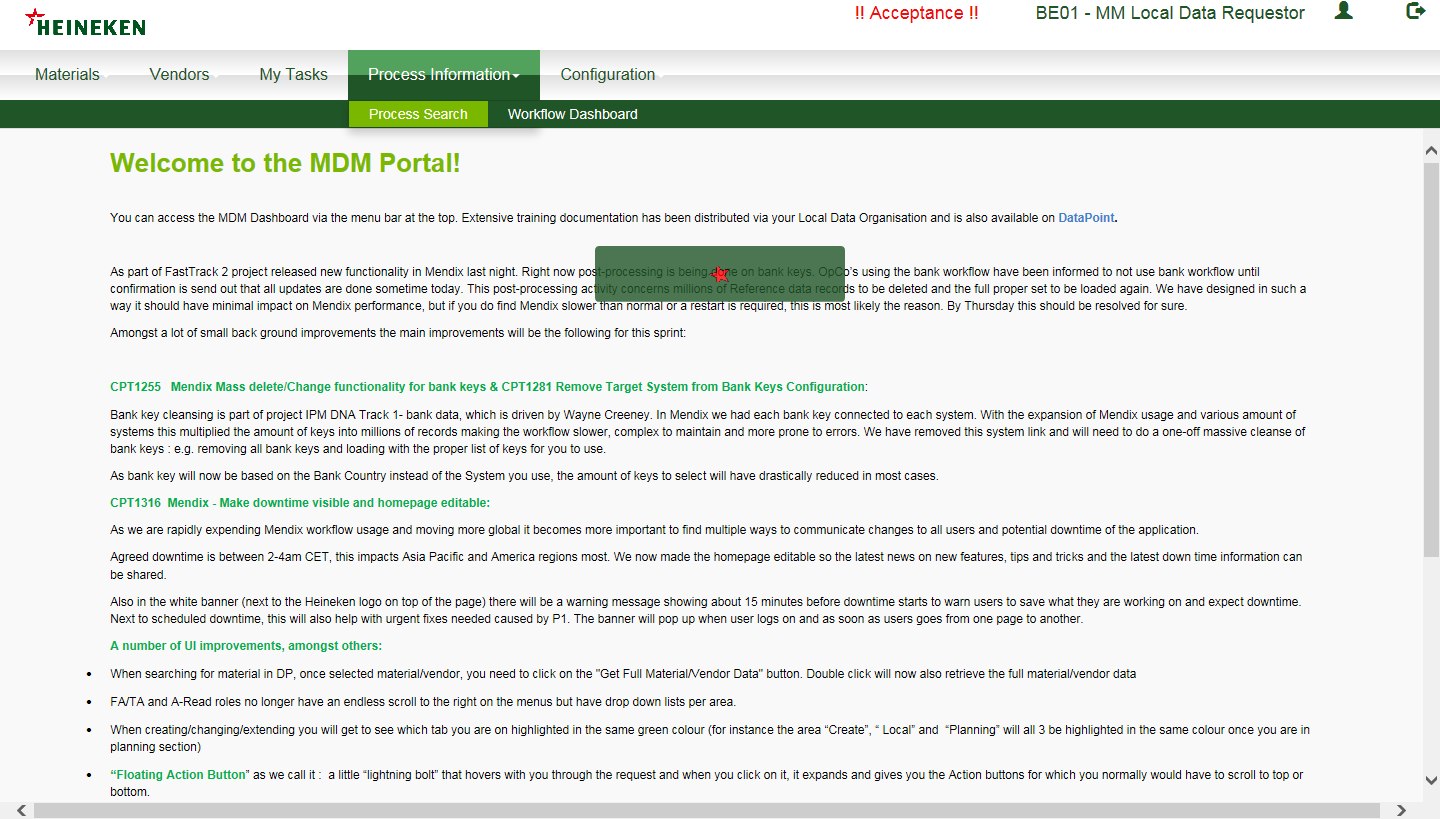 HEINEKEN
!! Acceptance !!
BE01 - MM Local Data Requestor
Materials
Vendors
My Tasks
Process Information
Configuration
Process Search
Workflow Dashboard
Welcome to the MDM Portal!
You can access the MDM Dashboard via the menu bar at the top. Extensive training documentation has been distributed via your Local Data Organisation and is also available on DataPoint.
As part of FastTrack 2 project released new functionality in Mendix last night. Right now post-processing is being done on bank keys. OpCo's using the bank workflow have been informed to not use bank workflow until
confirmation is send out that all updates are done sometime today. This post-processing activity concerns millions of Reference data records to be deleted and the full proper set to be loaded again. We have designed in such a
way it should have minimal impact on Mendix performance, but if you do find Mendix slower than normal or a restart is required, this is most likely the reason. By Thursday this should be resolved for sure.
Amongst a lot of small back ground improvements the main improvements will be the following for this sprint:
CPT1255 Mendix Mass delete/Change functionality for bank keys & CPT1281 Remove Target System from Bank Keys Configuration:
Bank key cleansing is part of project IPM DNA Track 1- bank data, which is driven by Wayne Creeney. In Mendix we had each bank key connected to each system. With the expansion of Mendix usage and various amount of
systems this multiplied the amount of keys into millions of records making the workflow slower, complex to maintain and more prone to errors. We have removed this system link and will need to do a one-off massive cleanse of
bank keys : e.g. removing all bank keys and loading with the proper list of keys for you to use.
As bank key will now be based on the Bank Country instead of the System you use, the amount of keys to select will have drastically reduced in most cases.
CPT1316 Mendix - Make downtime visible and homepage editable:
As we are rapidly expending Mendix workflow usage and moving more global it becomes more important to find multiple ways to communicate changes to all users and potential downtime of the application.
Agreed downtime is between 2-4am CET, this impacts Asia Pacific and America regions most. We now made the homepage editable so the latest news on new features, tips and tricks and the latest down time information can
be shared.
Also in the white banner (next to the Heineken logo on top of the page) there will be a warning message showing about 15 minutes before downtime starts to warn users to save what they are working on and expect downtime.
Next to scheduled downtime, this will also help with urgent fixes needed caused by P1. The banner will pop up when user logs on and as soon as users goes from one page to another.
A number of UI improvements, amongst others:
• When searching for material in DP, once selected material/vendor, you need to click on the "Get Full Material/Vendor Data" button. Double click will now also retrieve the full material/vendor data
• FA/TA and A-Read roles no longer have an endless scroll to the right on the menus but have drop down lists per area.
• When creating/changing/extending you will get to see which tab you are on highlighted in the same green colour (for instance the area “Create”, “ Local” and “Planning” will all 3 be highlighted in the same colour once you are in
planning section)
• “Floating Action Button” as we call it : a little “lightning bolt” that hovers with you through the request and when you click on it, it expands and gives you the Action buttons for which you normally would have to scroll to top or
bottom.